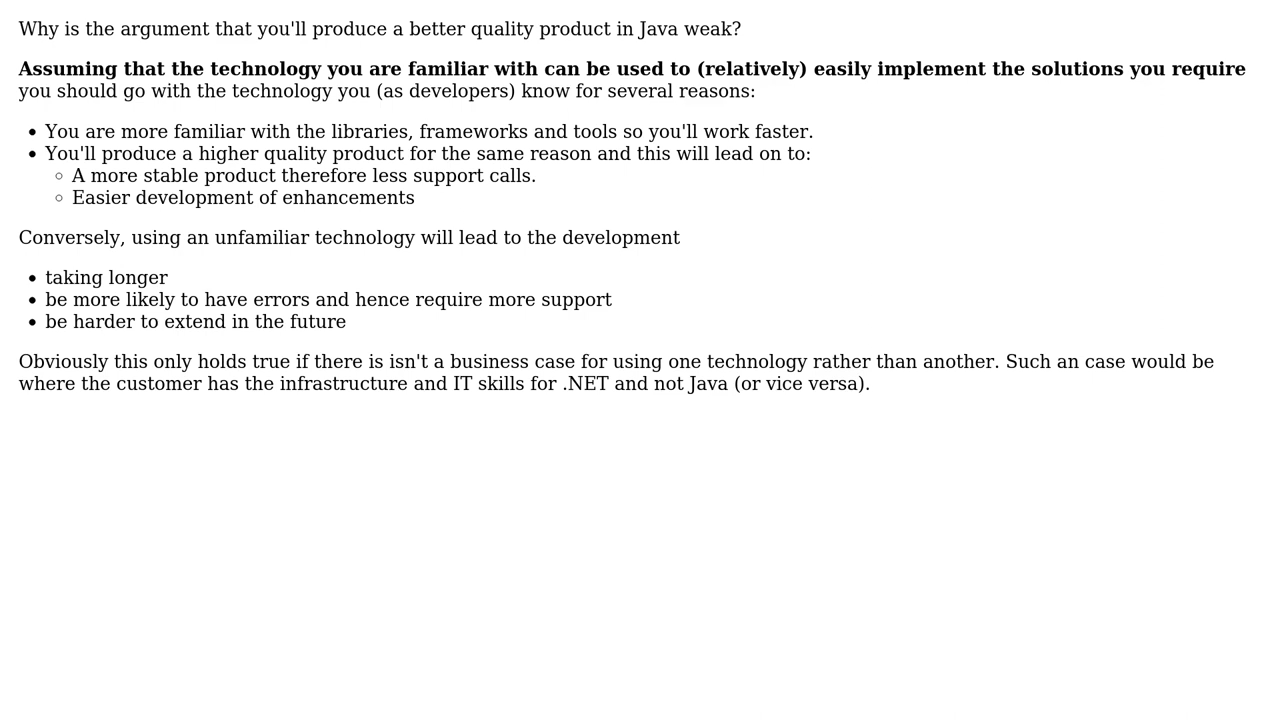 Why is the argument that you'll produce a better quality product in Java weak?
Assuming that the technology you are familiar with can be used to (relatively) easily implement the solutions you require
you should go with the technology you (as developers) know for several reasons:
• You are more familiar with the libraries, frameworks and tools so you'll work faster.
• You'll produce a higher quality product for the same reason and this will lead on to:
◦ A more stable product therefore less support calls.
◦ Easier development of enhancements
Conversely, using an unfamiliar technology will lead to the development
• taking longer
• be more likely to have errors and hence require more support
• be harder to extend in the future
Obviously this only holds true if there is isn't a business case for using one technology rather than another. Such an case would be
where the customer has the infrastructure and IT skills for .NET and not Java (or vice versa).